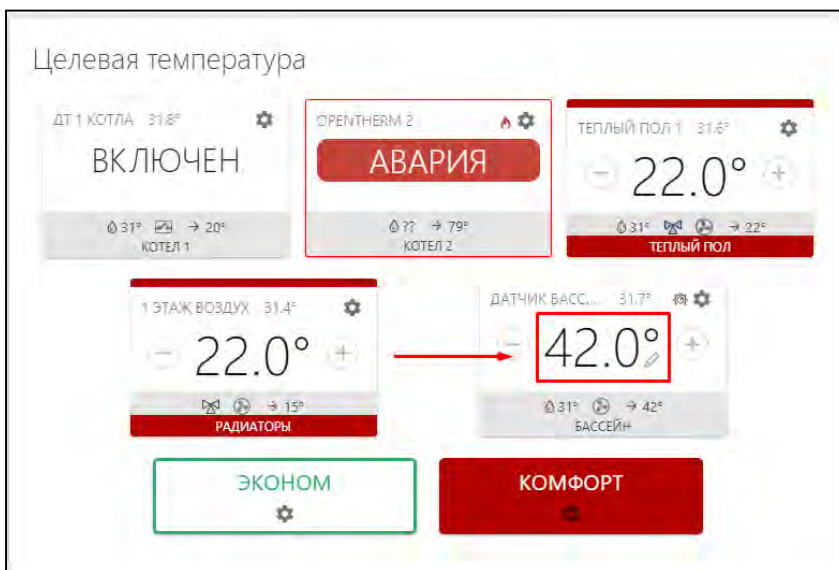 Целевая температура
ДТ 1 КОТЛА 31.8°
ВКЛЮЧЕН
31° → 20°
КОТЕЛ 1
OPENTHERM 2
АВАРИЯ
?? → 79°
КОТЕЛ 2
ТЕПЛЫЙ ПОЛ 1 31.6°
− 22.0° +
31° → 22°
ТЕПЛЫЙ ПОЛ
1 ЭТАЖ ВОЗДУХ 31.4°
− 22.0° +
→ 15°
РАДИАТОРЫ
ДАТЧИК БАСС.... 31.7°
− 42.0° +
31° → 42°
БАССЕЙН
ЭКОНОМ
КОМФОРТ